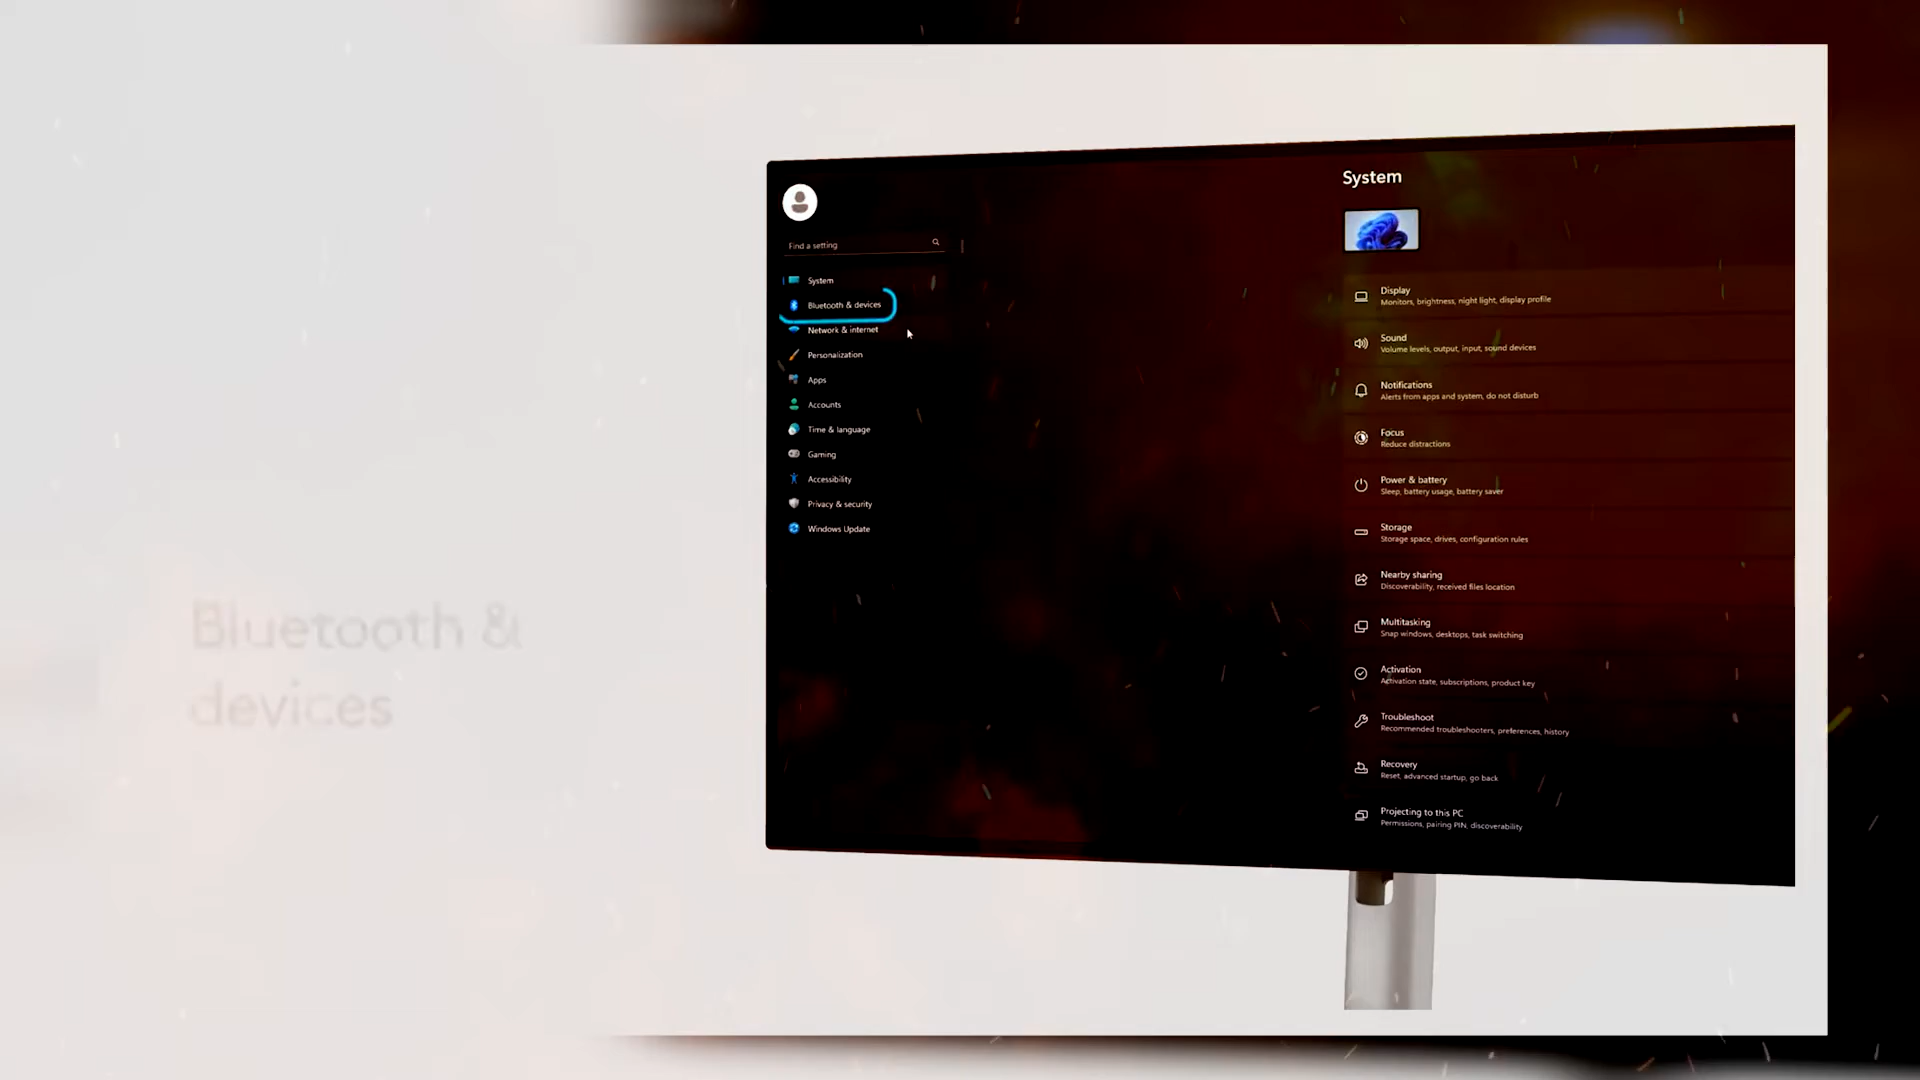 Bluetooth &
devices
Find a setting
System
Bluetooth & devices
Network & internet
Personalization
Apps
Accounts
Time & language
Gaming
Accessibility
Privacy & security
Windows Update
System
Display
Monitors, brightness, night light, display profile
Sound
Volume levels, output, input, sound devices
Notifications
Alerts from apps and system, do not disturb
Focus
Reduce distractions
Power & battery
Sleep, battery usage, battery saver
Storage
Storage space, drives, configuration rules
Nearby sharing
Discoverability, received files location
Multitasking
Snap windows, desktops, task switching
Activation
Activation state, subscriptions, product key
Troubleshoot
Recommended troubleshooters, preferences, history
Recovery
Reset, advanced startup, go back
Projecting to this PC
Permissions, pairing PIN, discoverability